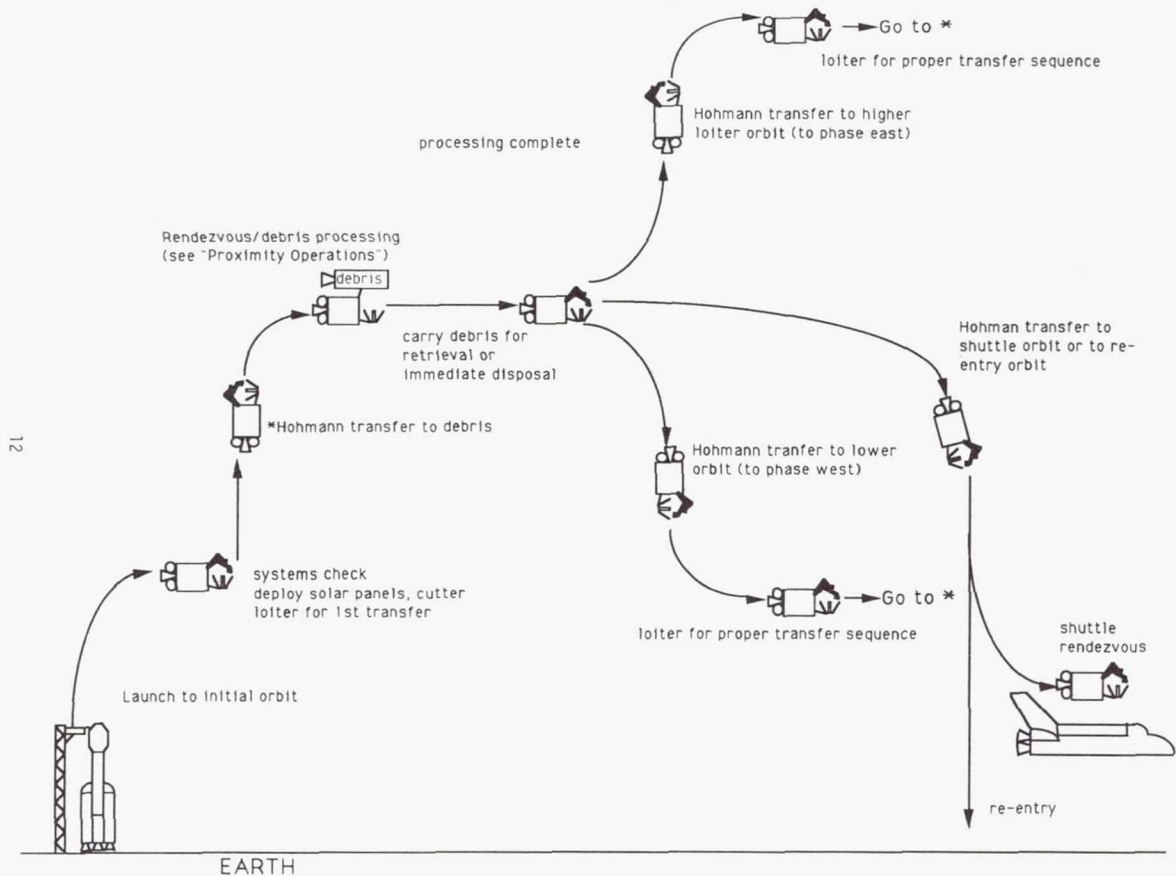 Go to *
loiter for proper transfer sequence
Hohmann transfer to higher
loiter orbit (to phase east)
processing complete
Rendezvous/debris processing
(see "Proximity Operations")
debris
carry debris for
retrieval or
immediate disposal
Hohman transfer to
shuttle orbit or to re-
entry orbit
*Hohmann transfer to debris
12
Hohmann tranfer to lower
orbit (to phase west)
systems check
deploy solar panels, cutter
loiter for 1st transfer
Go to *
loiter for proper transfer sequence
shuttle
rendezvous
Launch to initial orbit
re-entry
EARTH